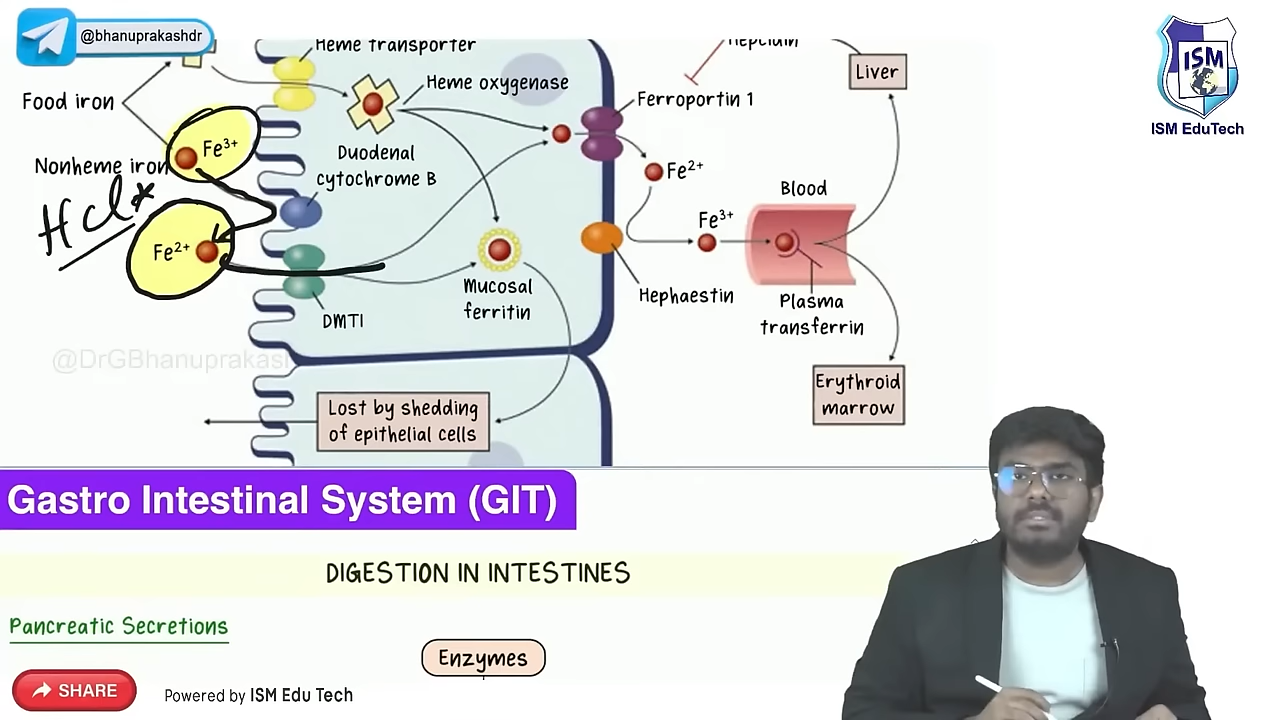 @bhanuprakashdr
ISM
ISM EduTech
Heme transporter
Hepcidin
Liver
Heme oxygenase
Food iron
Ferroportin 1
Fe³⁺
Nonheme iron
Duodenal
cytochrome B
Fe²⁺
Blood
HCl*
Fe³⁺
Fe²⁺
Mucosal
ferritin
Hephaestin
Plasma
transferrin
DMT1
@DrGBhanuprakash
Erythroid
marrow
Lost by shedding
of epithelial cells
Gastro Intestinal System (GIT)
DIGESTION IN INTESTINES
Pancreatic Secretions
Enzymes
SHARE
Powered by ISM Edu Tech